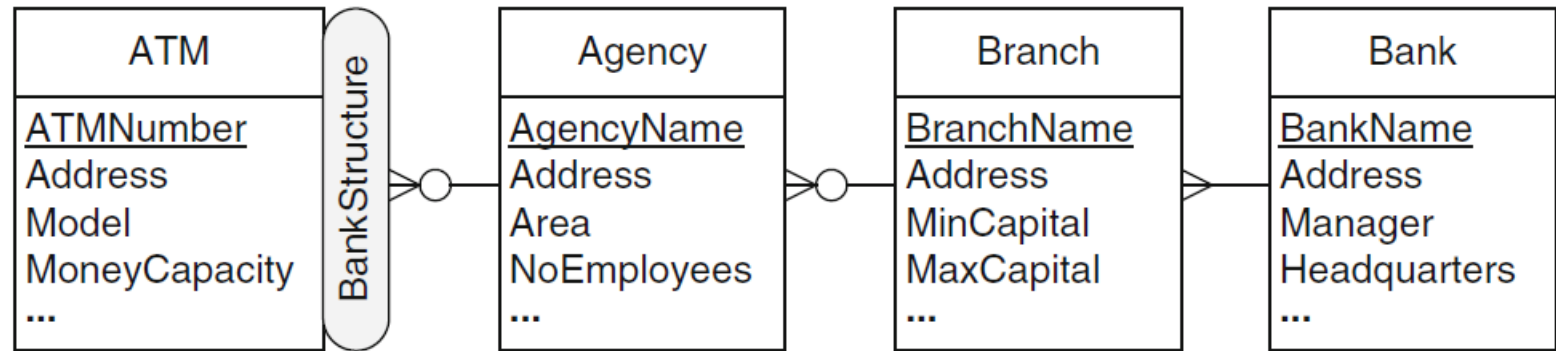 ATM
ATMNumber
Address
Model
MoneyCapacity
...
BankStructure
Agency
AgencyName
Address
Area
NoEmployees
...
Branch
BranchName
Address
MinCapital
MaxCapital
...
Bank
BankName
Address
Manager
Headquarters
...